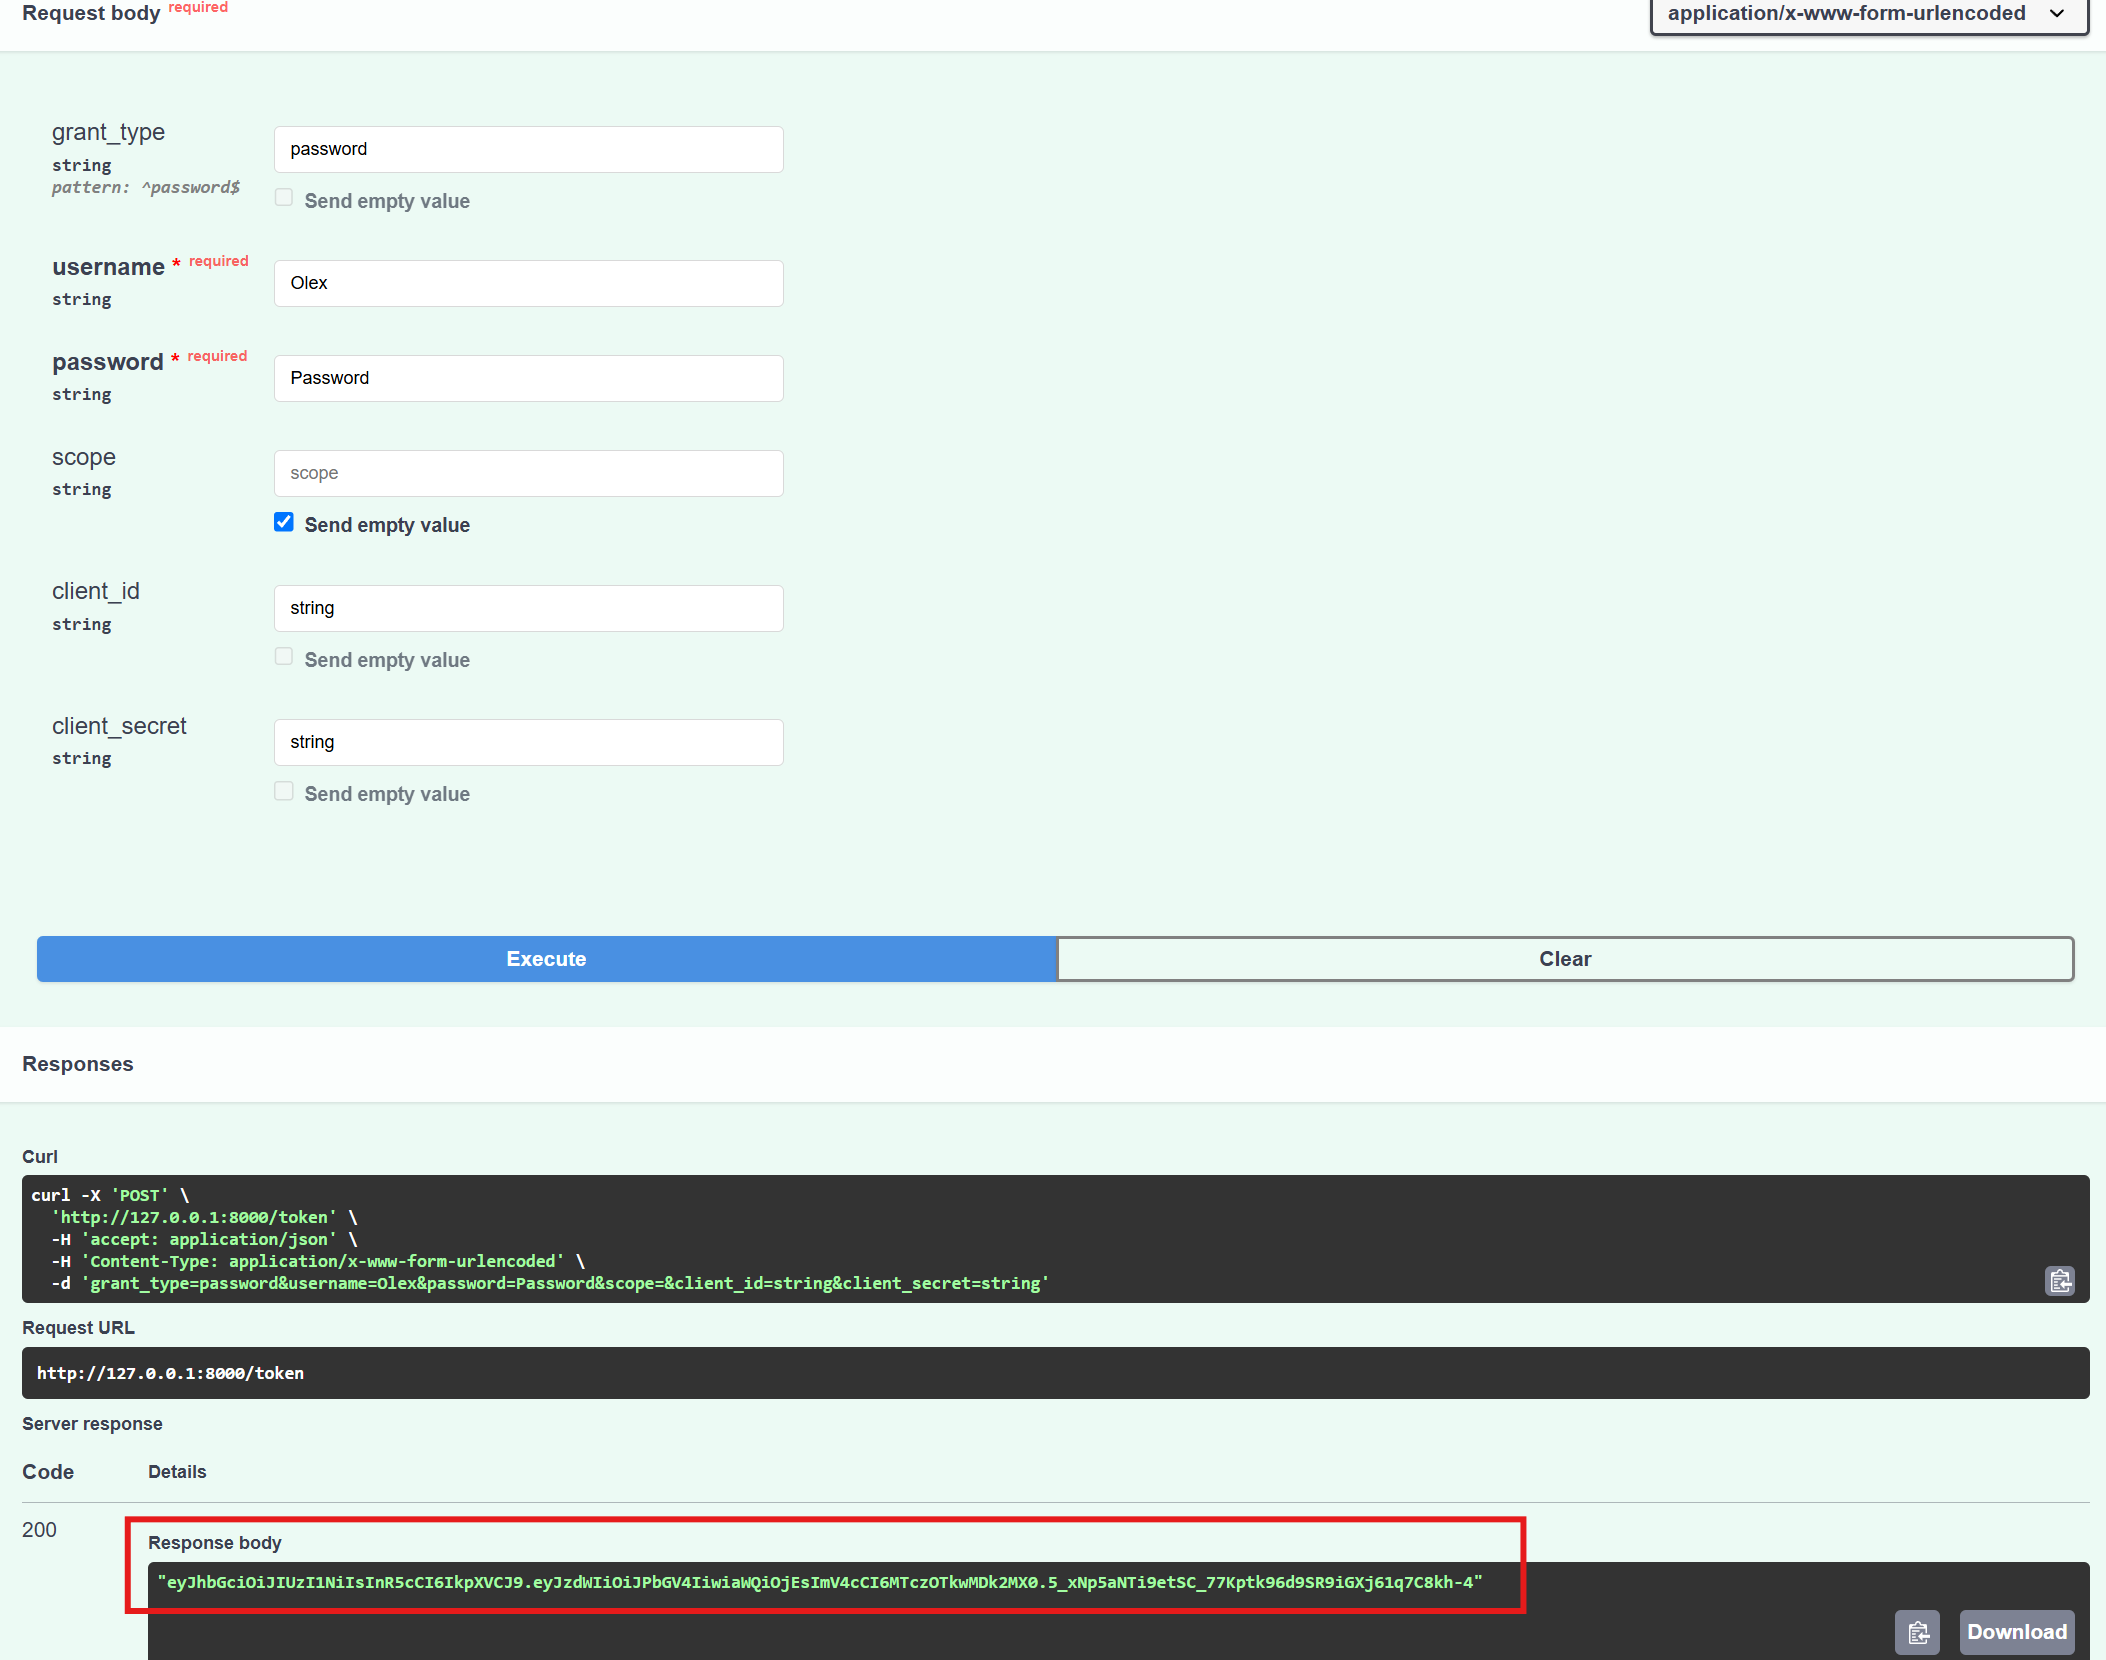 Request body required
application/x-www-form-urlencoded
grant_type
string
pattern: ^password$
password
Send empty value
username * required
string
Olex
password * required
string
Password
scope
string
scope
Send empty value
client_id
string
string
Send empty value
client_secret
string
string
Send empty value
Execute
Clear
Responses
Curl
curl -X 'POST' \
'http://127.0.0.1:8000/token' \
-H 'accept: application/json' \
-H 'Content-Type: application/x-www-form-urlencoded' \
-d 'grant_type=password&username=Olex&password=Password&scope=&client_id=string&client_secret=string'
Request URL
http://127.0.0.1:8000/token
Server response
Code Details
200
Response body
"eyJhbGciOiJIUzI1NiIsInR5cCI6IkpXVCJ9.eyJzdWIiOiJPbGV4IiwiaWQiOjEsImV4cCI6MTczOTkwMDk2MX0.5_xNp5aNTi9etSC_77Kptk96d9SR9iGXj61q7C8kh-4"
Download